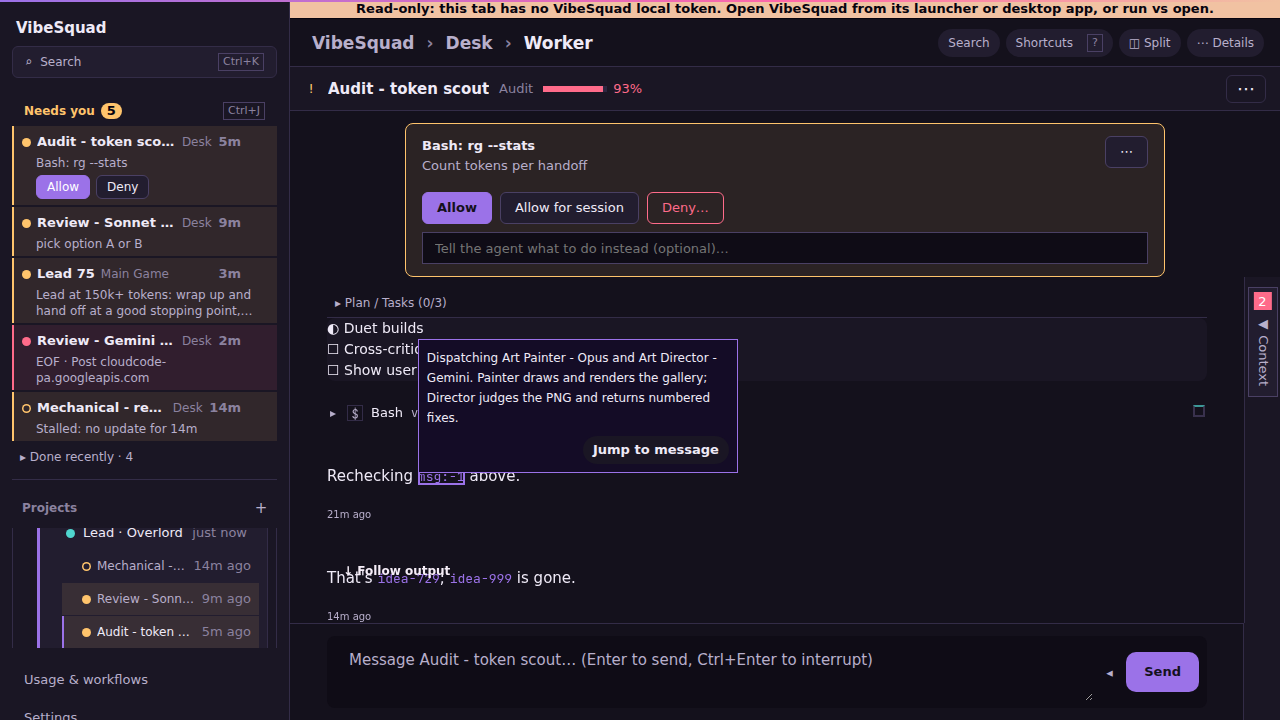 Read-only: this tab has no VibeSquad local token. Open VibeSquad from its launcher or desktop app, or run vs open.
VibeSquad
Search Ctrl+K
Needs you 5 Ctrl+J
Audit - token sco… Desk 5m
Bash: rg --stats
Allow Deny
Review - Sonnet … Desk 9m
pick option A or B
Lead 75 Main Game 3m
Lead at 150k+ tokens: wrap up and
hand off at a good stopping point,…
Review - Gemini … Desk 2m
EOF · Post cloudcode-
pa.googleapis.com
Mechanical - re… Desk 14m
Stalled: no update for 14m
▸ Done recently · 4
Projects +
Lead · Overlord just now
Mechanical -… 14m ago
Review - Sonn… 9m ago
Audit - token … 5m ago
Usage & workflows
Settings
VibeSquad › Desk › Worker
Search Shortcuts ? ◫ Split ⋯ Details
! Audit - token scout Audit 93% ⋯
Bash: rg --stats ⋯
Count tokens per handoff
Allow Allow for session Deny…
Tell the agent what to do instead (optional)…
▸ Plan / Tasks (0/3)
◐ Duet builds
☐ Cross-critic
☐ Show user
Dispatching Art Painter - Opus and Art Director -
Gemini. Painter draws and renders the gallery;
Director judges the PNG and returns numbered
fixes.
Jump to message
▸ $ Bash
Rechecking msg:-1 above.
21m ago
↓ Follow output
That's idea-729; idea-999 is gone.
14m ago
Message Audit - token scout… (Enter to send, Ctrl+Enter to interrupt)
◂ Send
2 ◀ Context